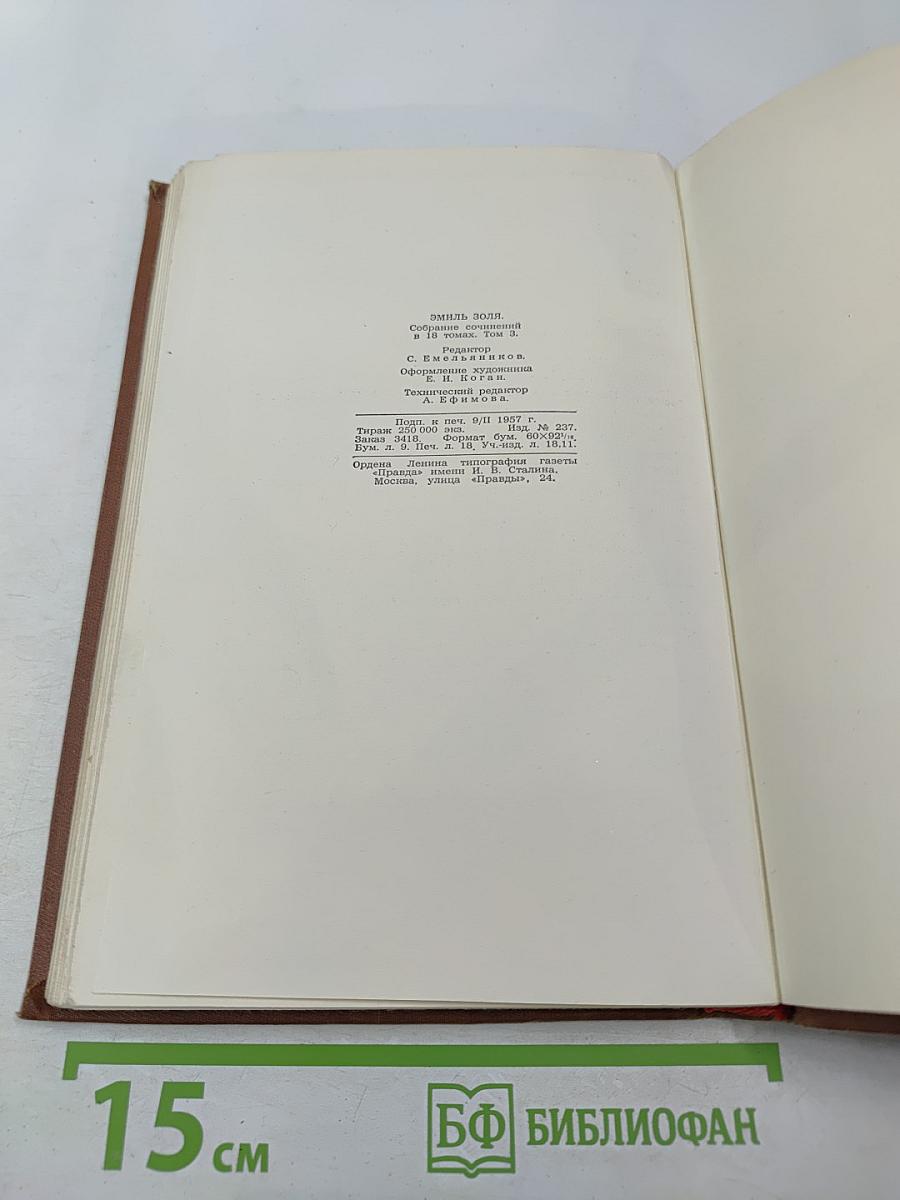 ЭМИЛЬ ЗОЛЯ.
Собрание сочинений
в 18 томах. Том 3.
Редактор
С. Емельянников.
Оформление художника
Е. И. Коган.
Технический редактор
А. Ефимова.
Подп. к печ. 9/II 1957 г.
Тираж 250 000 экз. Изд. № 237.
Заказ 3418. Формат бум. 60×92¹/₁₆.
Бум. л. 9. Печ. л. 18. Уч.-изд. л. 18,11.
Ордена Ленина типография газеты
«Правда» имени И. В. Сталина.
Москва, улица «Правды», 24.
15 см
БФ БИБЛИОФАН